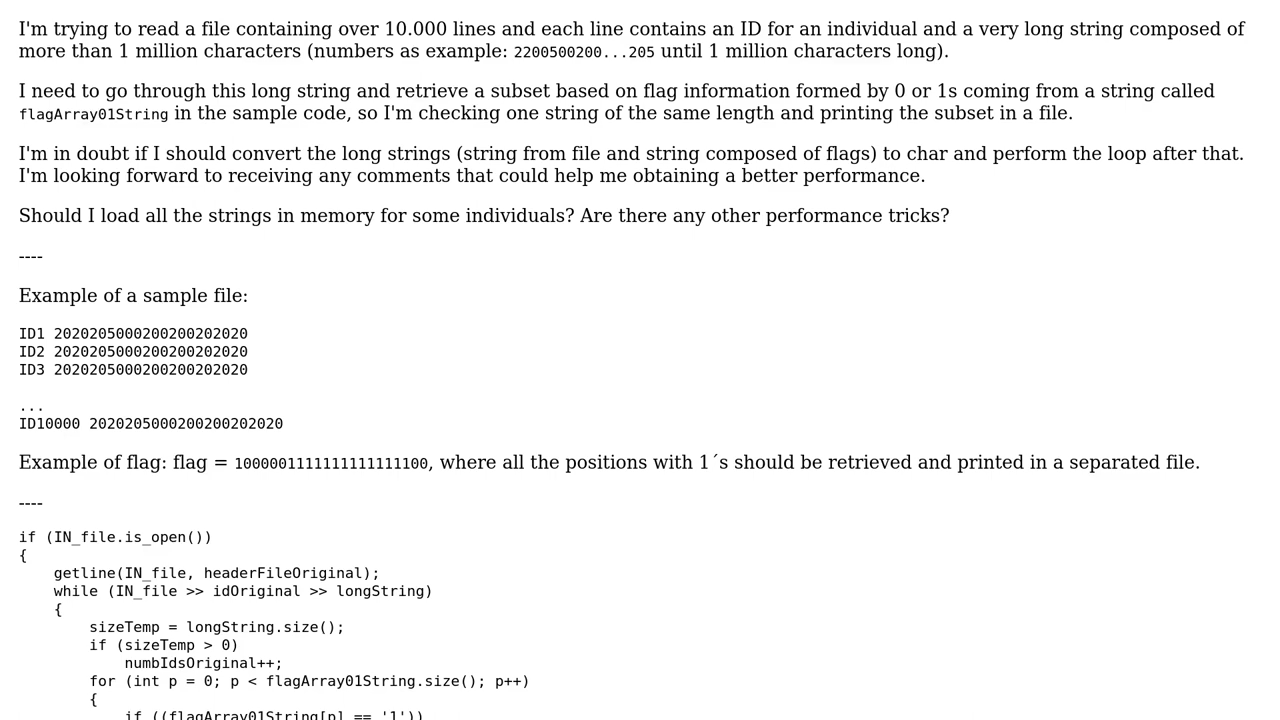 I'm trying to read a file containing over 10.000 lines and each line contains an ID for an individual and a very long string composed of
more than 1 million characters (numbers as example: 2200500200...205 until 1 million characters long).
I need to go through this long string and retrieve a subset based on flag information formed by 0 or 1s coming from a string called
flagArray01String in the sample code, so I'm checking one string of the same length and printing the subset in a file.
I'm in doubt if I should convert the long strings (string from file and string composed of flags) to char and perform the loop after that.
I'm looking forward to receiving any comments that could help me obtaining a better performance.
Should I load all the strings in memory for some individuals? Are there any other performance tricks?
----
Example of a sample file:
ID1 2020205000200200202020
ID2 2020205000200200202020
ID3 2020205000200200202020
...
ID10000 2020205000200200202020
Example of flag: flag = 1000001111111111111100, where all the positions with 1´s should be retrieved and printed in a separated file.
----
if (IN_file.is_open())
{
    getline(IN_file, headerFileOriginal);
    while (IN_file >> idOriginal >> longString)
    {
        sizeTemp = longString.size();
        if (sizeTemp > 0)
            numbIdsOriginal++;
        for (int p = 0; p < flagArray01String.size(); p++)
        {
            if ((flagArray01String[p] == '1'))